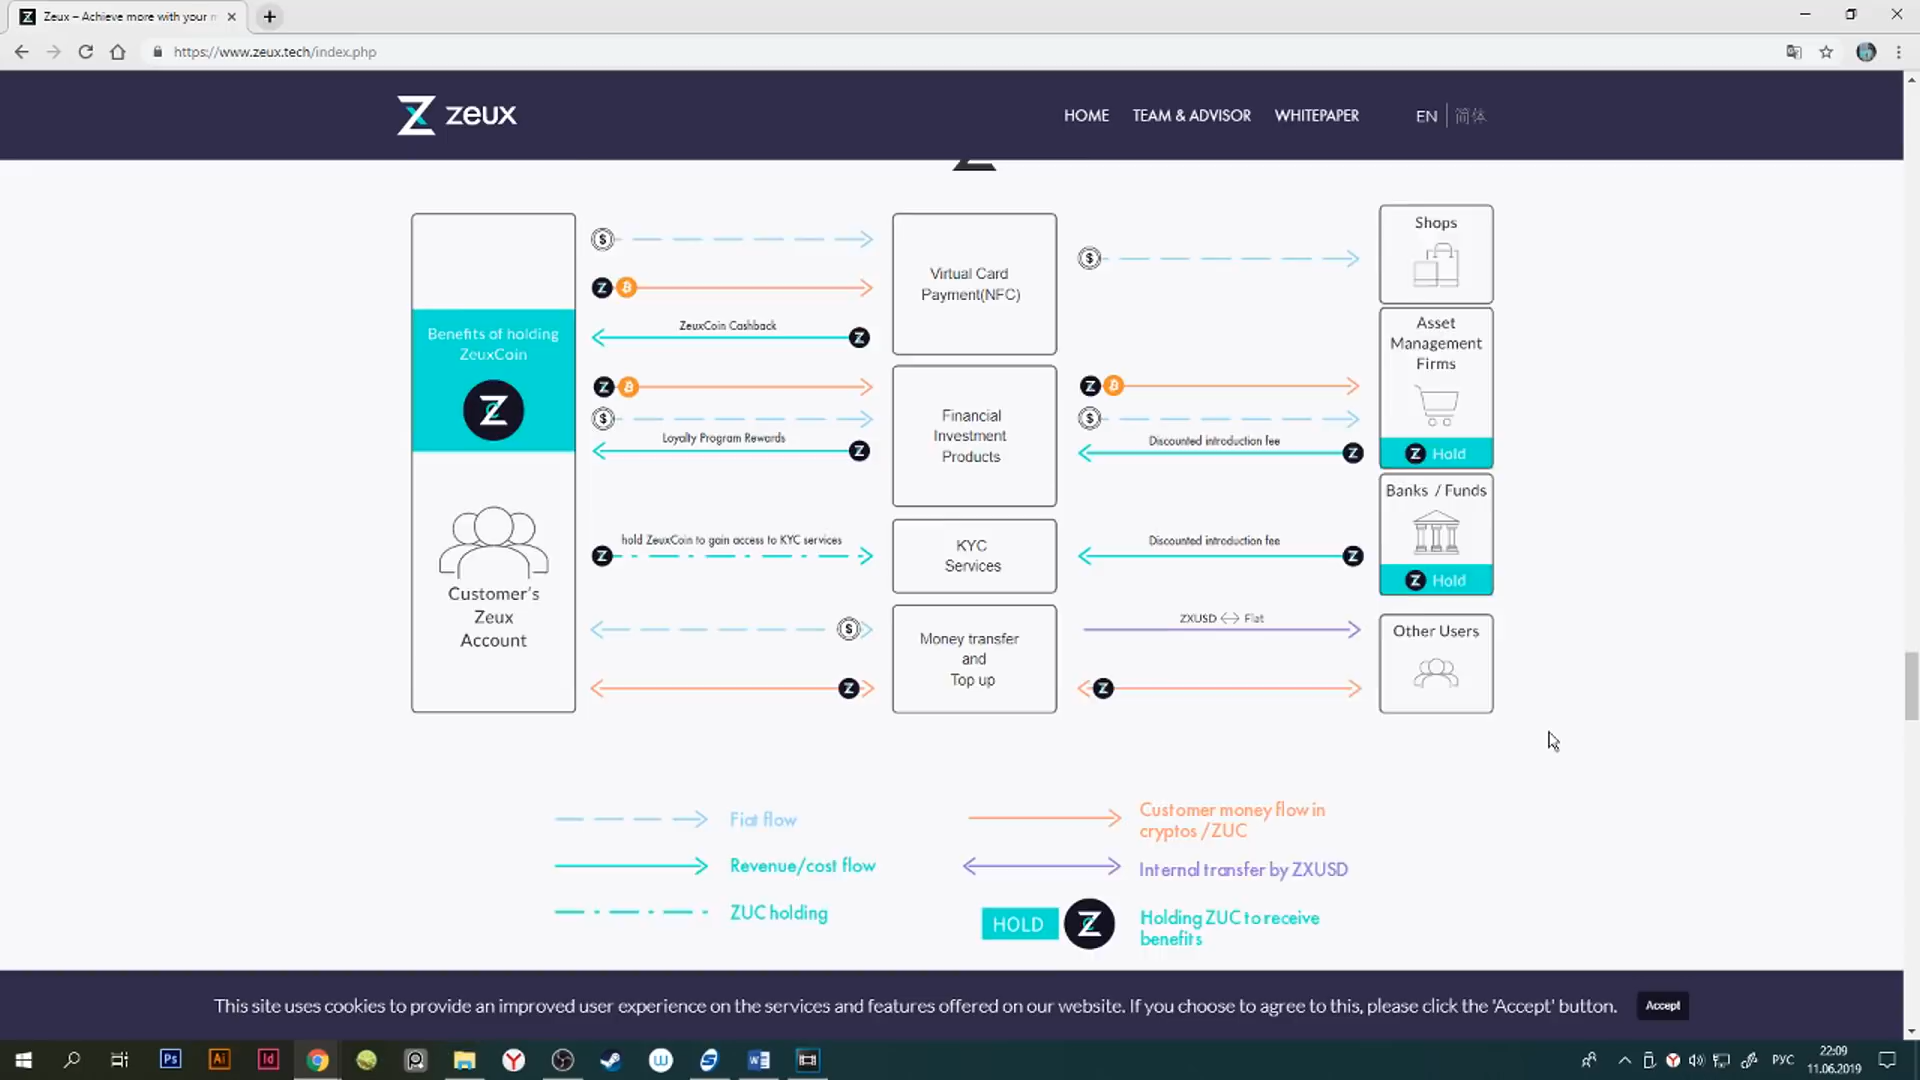 Zeux – Achieve more with your m
https://www.zeux.tech/index.php
zeux
HOME
TEAM & ADVISOR
WHITEPAPER
EN
简体
Benefits of holding
ZeuxCoin
Customer's
Zeux
Account
ZeuxCoin Cashback
Loyalty Program Rewards
hold ZeuxCoin to gain access to KYC services
Virtual Card
Payment(NFC)
Financial
Investment
Products
KYC
Services
Money transfer
and
Top up
Discounted introduction fee
Discounted introduction fee
ZXUSD <-> Fiat
Shops
Asset
Management
Firms
Hold
Banks / Funds
Hold
Other Users
Fiat flow
Revenue/cost flow
ZUC holding
Customer money flow in
cryptos /ZUC
Internal transfer by ZXUSD
HOLD
Holding ZUC to receive
benefits
This site uses cookies to provide an improved user experience on the services and features offered on our website. If you choose to agree to this, please click the 'Accept' button.
Accept
Ps
Ai
Id
РУС
22:09
11.06.2019